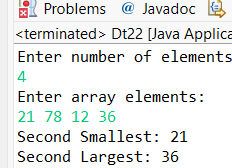 Problems @ Javadoc
<terminated> Dt22 [Java Applica
Enter number of elements
4
Enter array elements:
21 78 12 36
Second Smallest: 21
Second Largest: 36